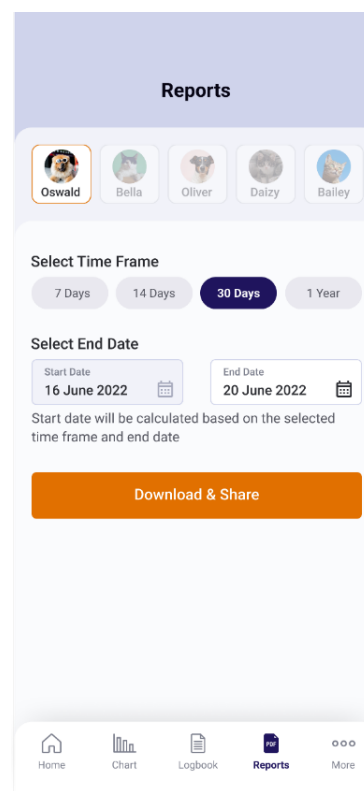 Reports
Oswald
Bella
Oliver
Daizy
Bailey
Select Time Frame
7 Days
14 Days
30 Days
1 Year
Select End Date
Start Date
16 June 2022
End Date
20 June 2022
Start date will be calculated based on the selected
time frame and end date
Download & Share
PDF
Home
Chart
Logbook
Reports
More